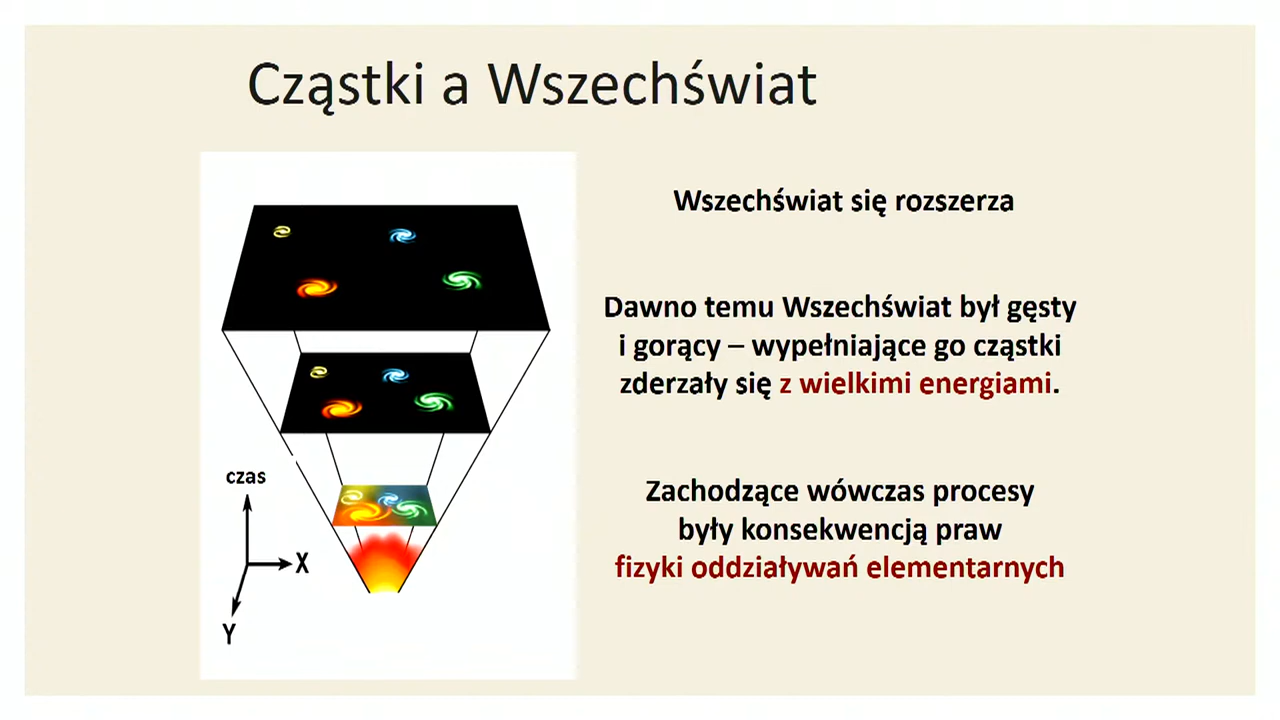 Cząstki a Wszechświat
Wszechświat się rozszerza
Dawno temu Wszechświat był gęsty
i gorący – wypełniające go cząstki
zderzały się z wielkimi energiami.
czas
X
Y
Zachodzące wówczas procesy
były konsekwencją praw
fizyki oddziaływań elementarnych